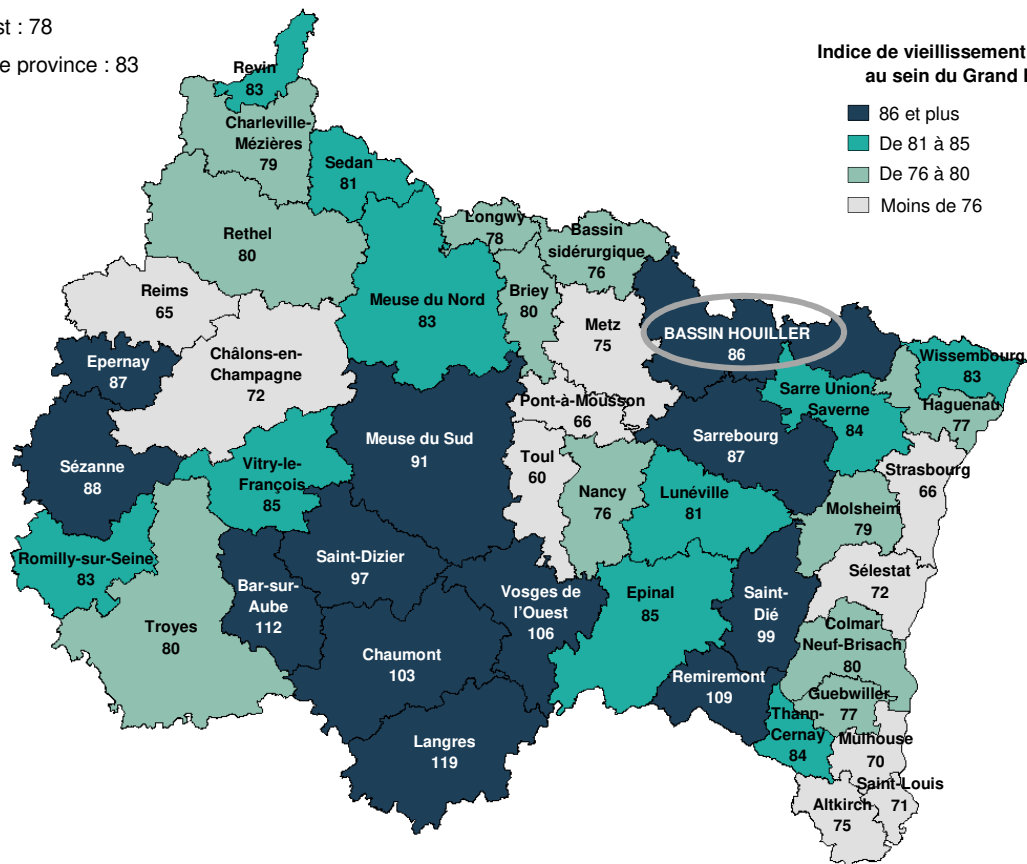 st : 78
e province : 83
Indice de vieillissement
au sein du Grand
86 et plus
De 81 à 85
De 76 à 80
Moins de 76
Revin
83
Charleville-
Mézières
79
Sedan
81
Rethel
80
Longwy
78
Bassin
sidérurgique
76
Reims
65
Meuse du Nord
83
Briey
80
Metz
75
BASSIN HOUILLER
86
Epernay
87
Châlons-en-
Champagne
72
Wissembourg
83
Sarre Union-
Saverne
84
Haguenau
77
Pont-à-Mousson
66
Meuse du Sud
91
Sarrebourg
87
Sézanne
88
Vitry-le-
François
85
Toul
60
Nancy
76
Lunéville
81
Strasbourg
66
Molsheim
79
Romilly-sur-Seine
83
Saint-Dizier
97
Bar-sur-
Aube
112
Vosges de
l'Ouest
106
Epinal
85
Saint-
Dié
99
Sélestat
72
Troyes
80
Chaumont
103
Colmar-
Neuf-Brisach
80
Remiremont
109
Guebwiller
77
Thann-
Cernay
84
Langres
119
Mulhouse
70
Saint-Louis
71
Altkirch
75